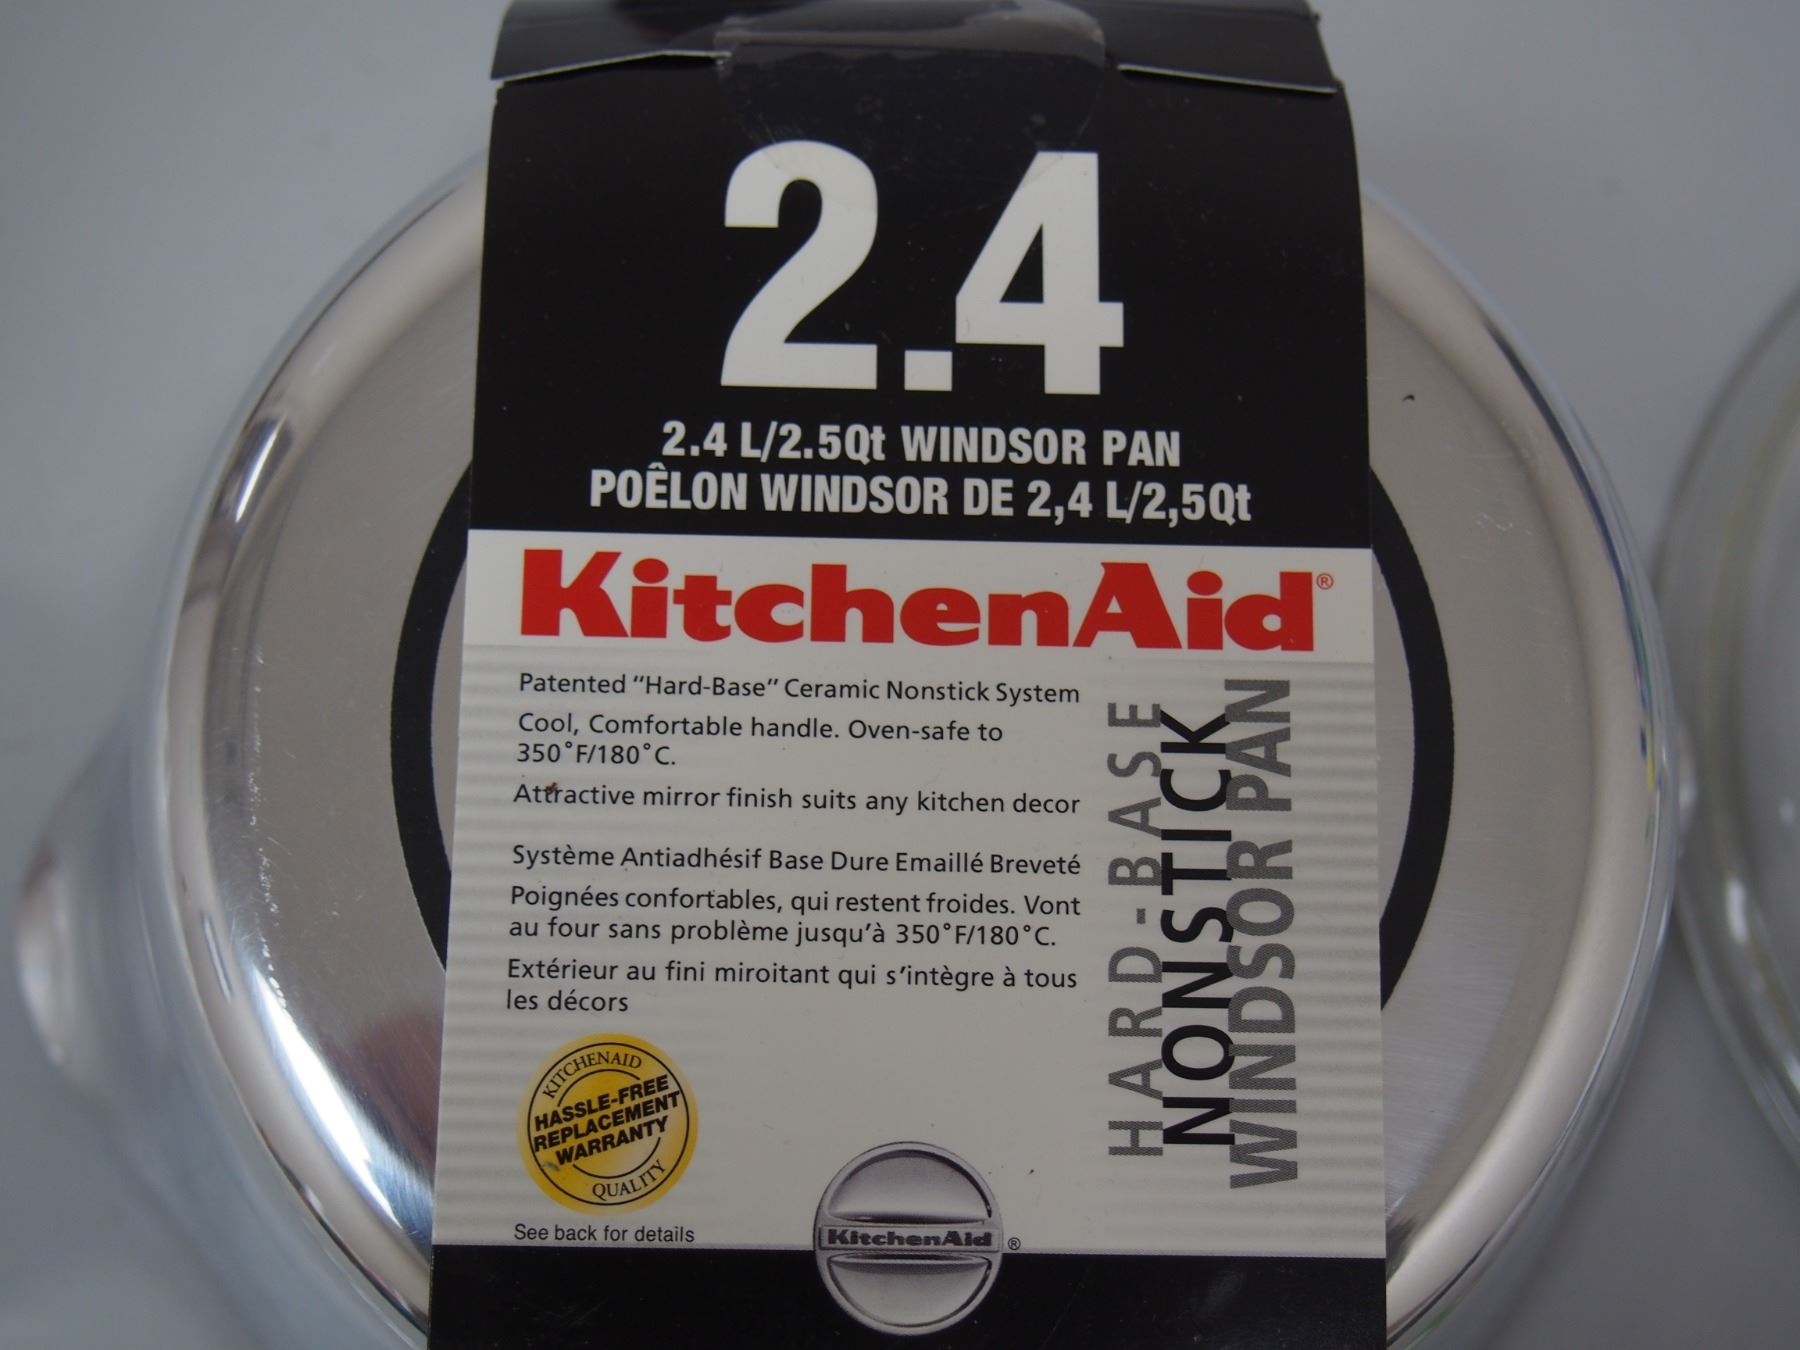 2.4
2.4 L/2.5Qt WINDSOR PAN
POÊLON WINDSOR DE 2,4 L/2,5Qt
KitchenAid®
Patented "Hard-Base" Ceramic Nonstick System
Cool, Comfortable handle. Oven-safe to
350°F/180°C.
Attractive mirror finish suits any kitchen decor
Système Antiadhésif Base Dure Emaillé Breveté
Poignées confortables, qui restent froides. Vont
au four sans problème jusqu'à 350°F/180°C.
Extérieur au fini miroitant qui s'intègre à tous
les décors
HARD-BASE
NONSTICK
WINDSOR PAN
KITCHENAID
HASSLE-FREE
REPLACEMENT
WARRANTY
QUALITY
See back for details
KitchenAid®